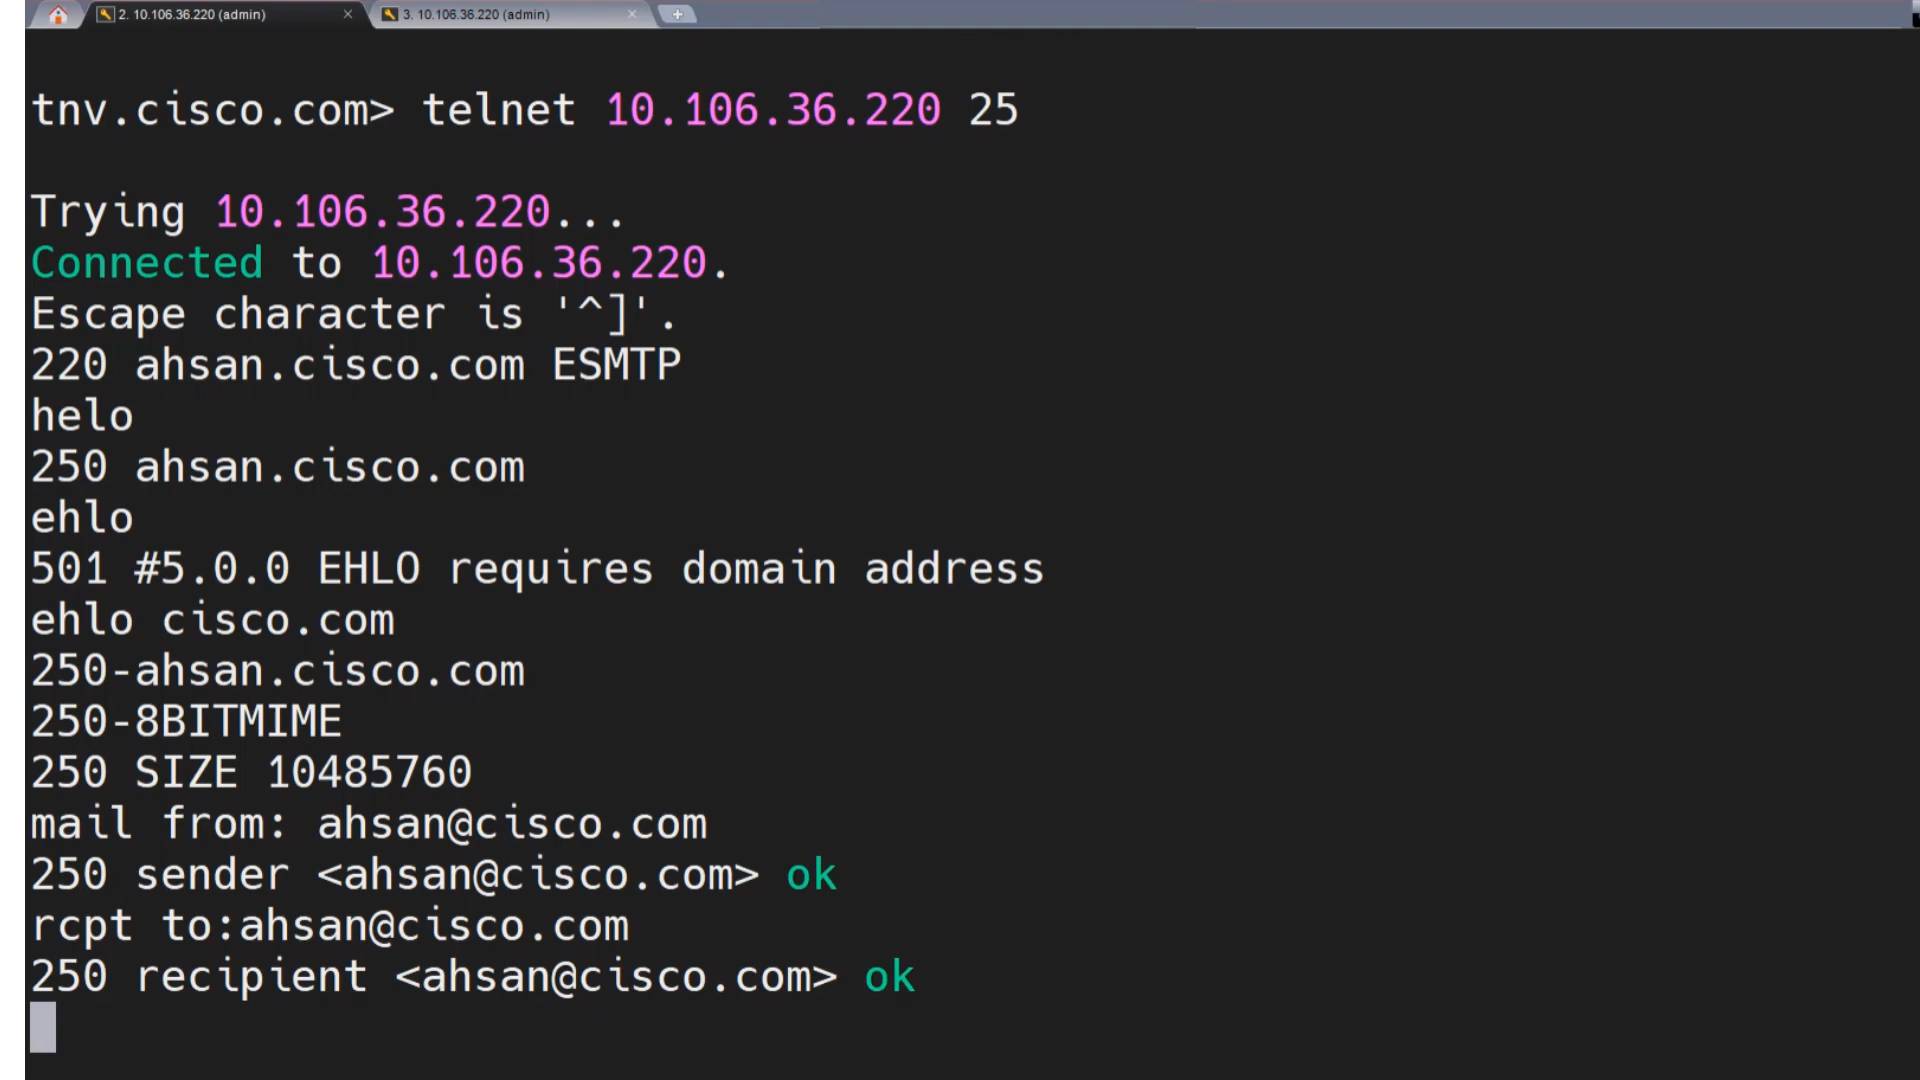 2. 10.106.36.220 (admin)
3. 10.106.36.220 (admin)
tnv.cisco.com> telnet 10.106.36.220 25
Trying 10.106.36.220...
Connected to 10.106.36.220.
Escape character is '^]'.
220 ahsan.cisco.com ESMTP
helo
250 ahsan.cisco.com
ehlo
501 #5.0.0 EHLO requires domain address
ehlo cisco.com
250-ahsan.cisco.com
250-8BITMIME
250 SIZE 10485760
mail from: ahsan@cisco.com
250 sender <ahsan@cisco.com> ok
rcpt to:ahsan@cisco.com
250 recipient <ahsan@cisco.com> ok